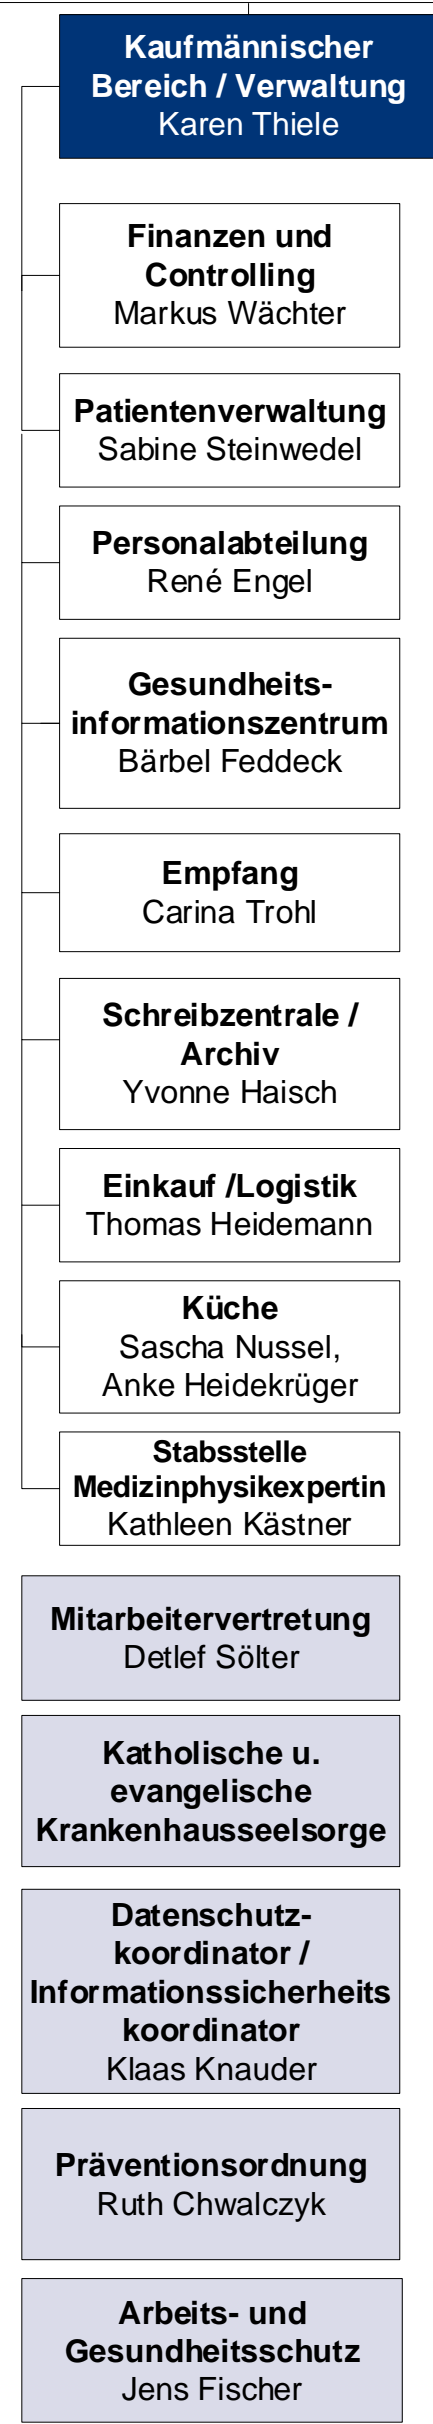 Kaufmännischer
Bereich / Verwaltung
Karen Thiele
Finanzen und
Controlling
Markus Wächter
Patientenverwaltung
Sabine Steinwedel
Personalabteilung
René Engel
Gesundheits-
informationszentrum
Bärbel Feddeck
Empfang
Carina Trohl
Schreibzentrale /
Archiv
Yvonne Haisch
Einkauf /Logistik
Thomas Heidemann
Küche
Sascha Nussel,
Anke Heidekrüger
Stabsstelle
Medizinphysikexpertin
Kathleen Kästner
Mitarbeitervertretung
Detlef Sölter
Katholische u.
evangelische
Krankenhausseelsorge
Datenschutz-
koordinator /
Informationssicherheits
koordinator
Klaas Knauder
Präventionsordnung
Ruth Chwalczyk
Arbeits- und
Gesundheitsschutz
Jens Fischer